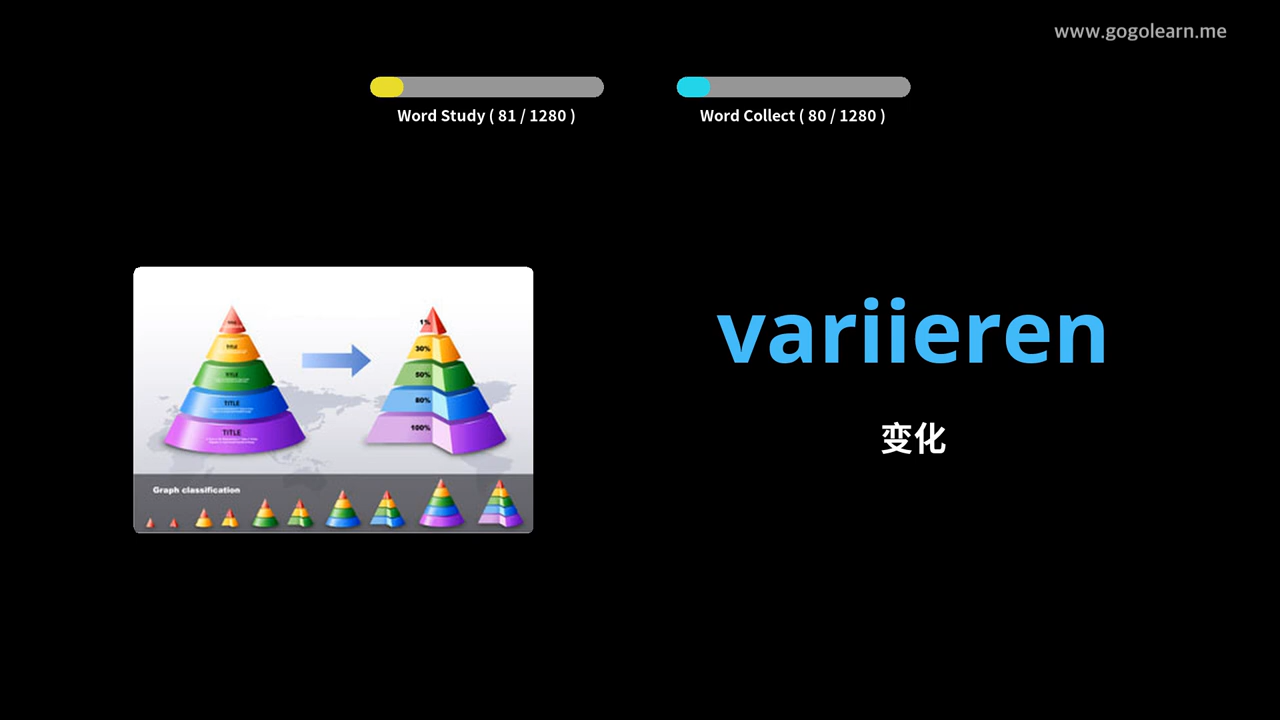 www.gogolearn.me
Word Study ( 81 / 1280 )
Word Collect ( 80 / 1280 )
variieren
变化
TITLE
TITLE
TITLE
TITLE
1%
30%
50%
80%
100%
Graph classification